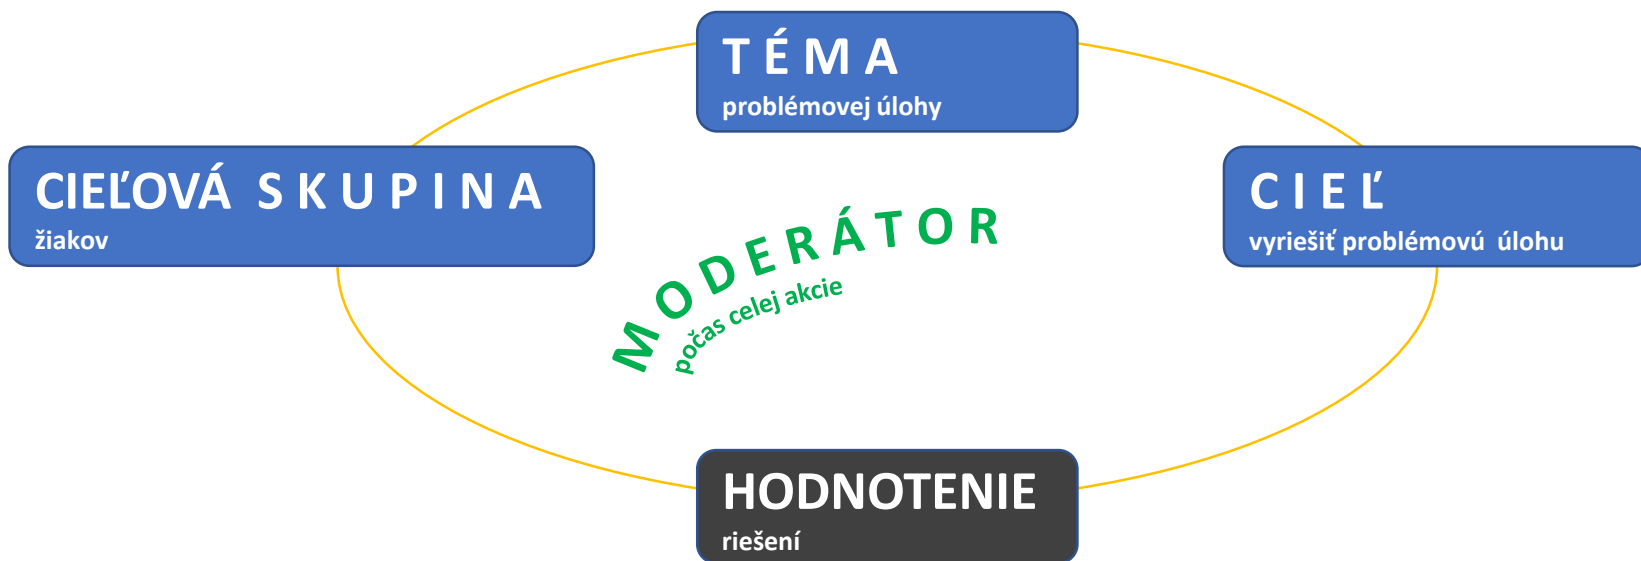 T É M A
problémovej úlohy
CIEĽOVÁ S K U P I N A
žiakov
C I E Ľ
vyriešiť problémovú úlohu
M O D E R Á T O R
počas celej akcie
HODNOTENIE
riešení